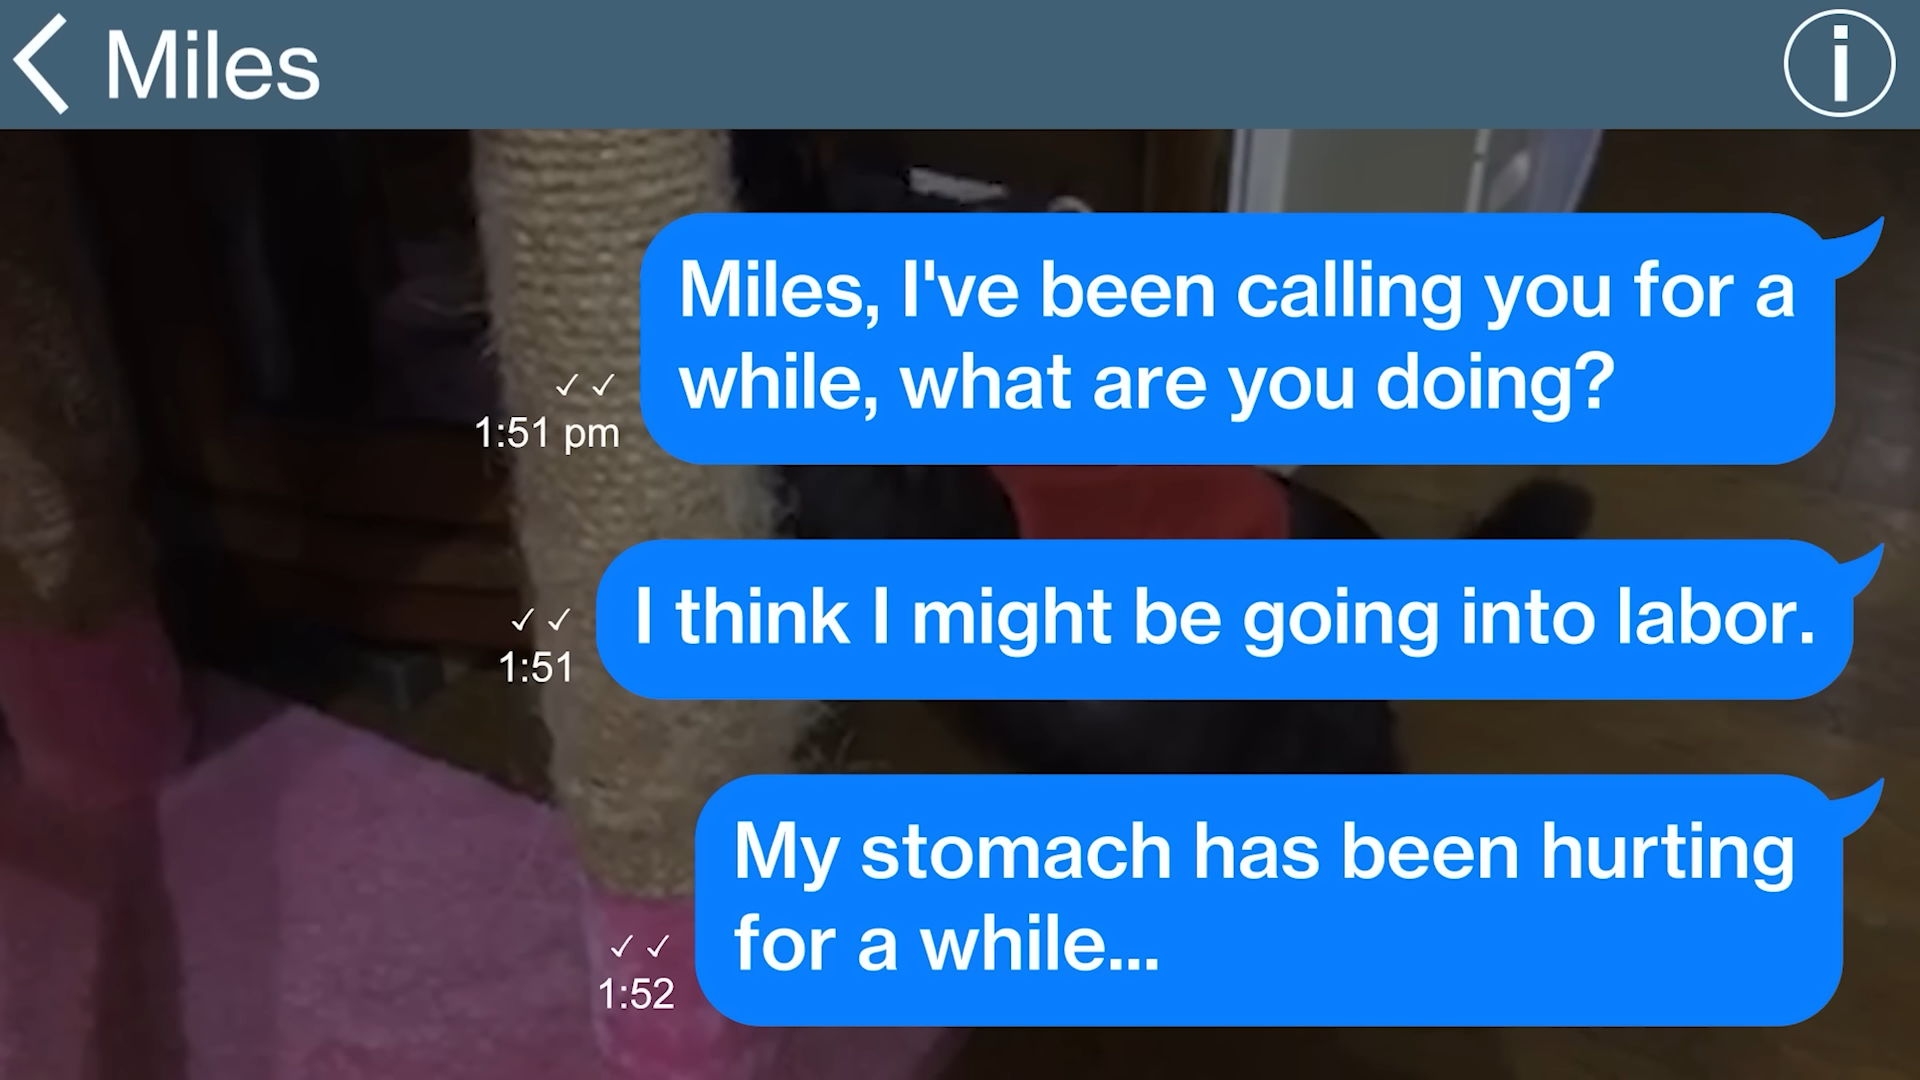 Miles
Miles, I've been calling you for a
while, what are you doing?
✓✓
1:51 pm
I think I might be going into labor.
✓✓
1:51
My stomach has been hurting
for a while...
✓✓
1:52